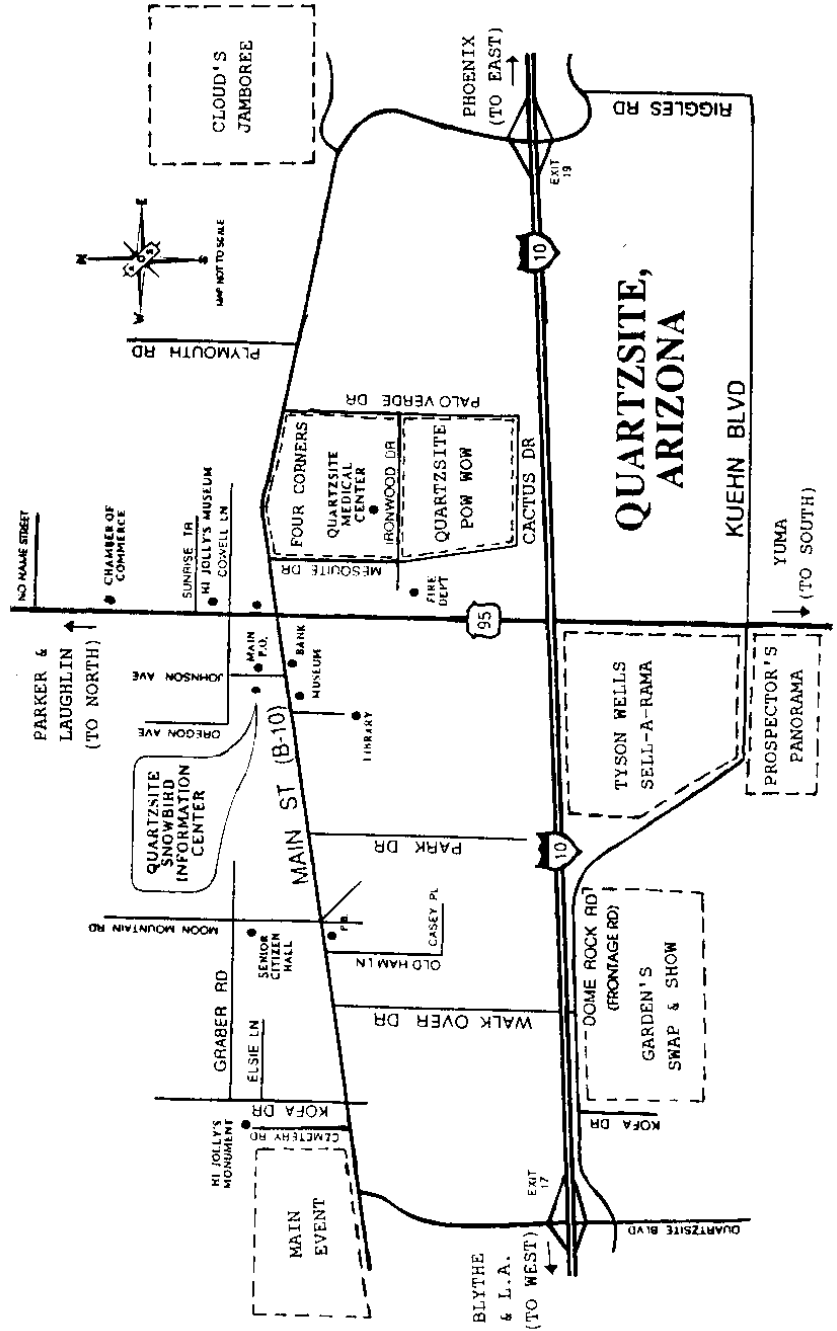 PARKER &
LAUGHLIN
(TO NORTH)
NO NAME STREET
CHAMBER OF
COMMERCE
SUNRISE TR
HI JOLLY'S MUSEUM
COWELL LN
CLOUD'S
JAMBOREE
N
E
S
W
MAP NOT TO SCALE
PLYMOUTH RD
QUARTZSITE
SNOWBIRD
INFORMATION
CENTER
OREGON AVE
JOHNSON AVE
MAIN
P.O.
BANK
MUSEUM
LIBRARY
MAIN ST (B-10)
MOON MOUNTAIN RD
GRABER RD
SENIOR
CITIZEN
HALL
ELSIE LN
KOFA DR
HI JOLLY'S
MONUMENT
CEMETERY RD
MAIN
EVENT
P.O.
OLD HAM LN
CASEY PL
PARK DR
WALK OVER DR
FOUR CORNERS
QUARTZSITE
MEDICAL
CENTER
IRONWOOD DR
MESQUITE DR
PALO VERDE DR
QUARTZSITE
POW WOW
FIRE
DEPT
CACTUS DR
95
PHOENIX
(TO EAST)
EXIT
19
10
RIGGLES RD
BLYTHE
& L.A.
(TO WEST)
EXIT
17
10
QUARTZSITE BLVD
KOFA DR
DOME ROCK RD
(FRONTAGE RD)
GARDEN'S
SWAP & SHOW
TYSON WELLS
SELL-A-RAMA
QUARTZSITE,
ARIZONA
KUEHN BLVD
PROSPECTOR'S
PANORAMA
YUMA
(TO SOUTH)